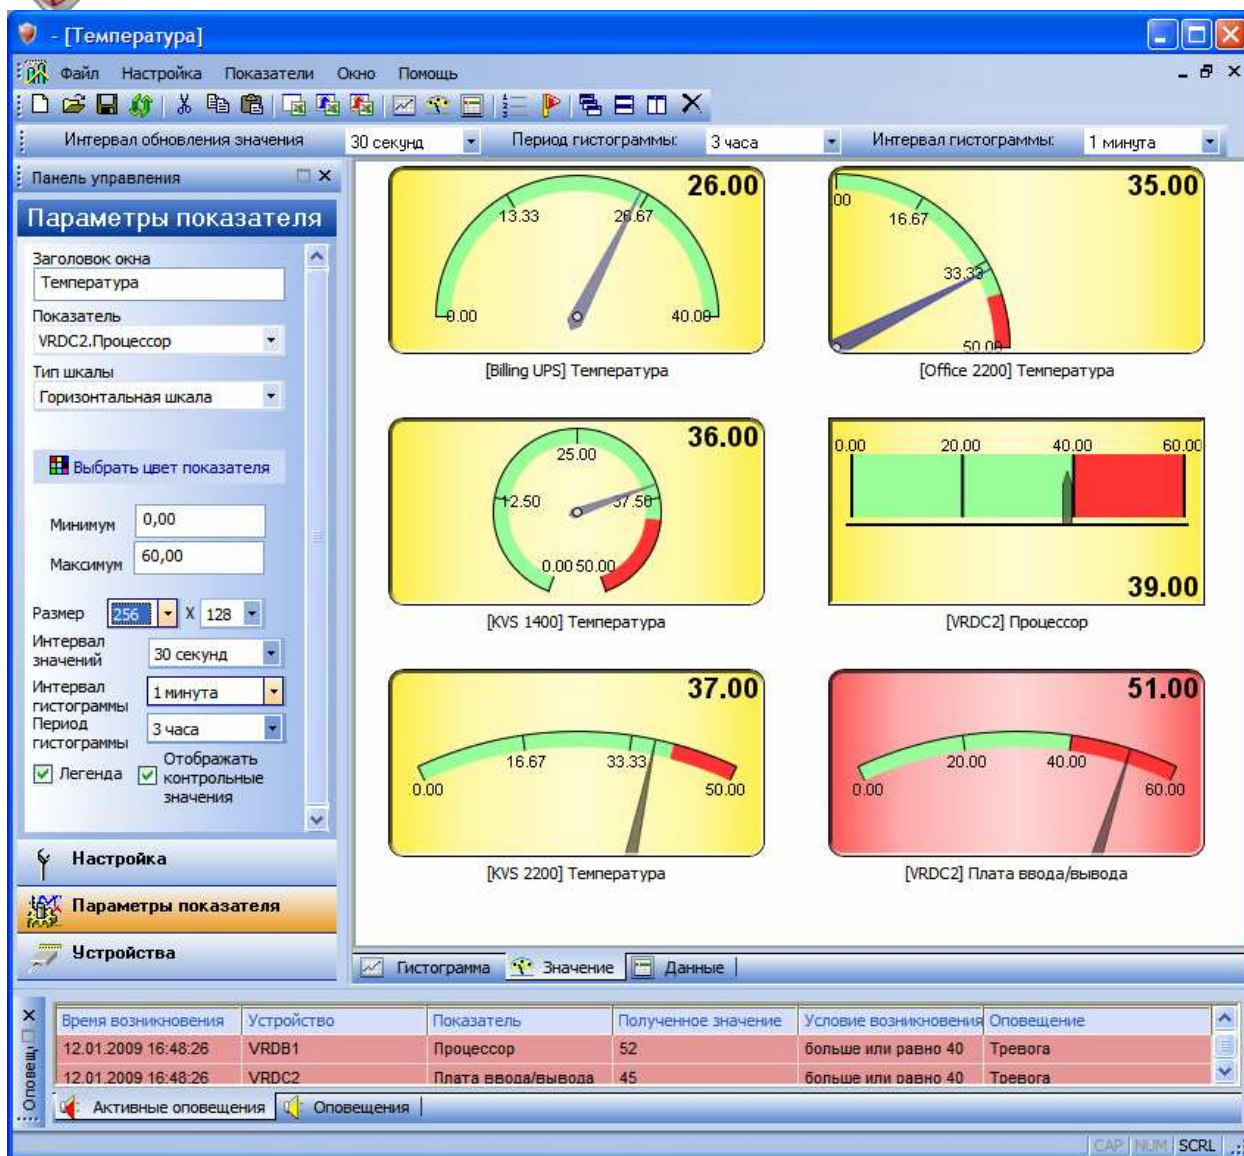 - [Температура]
Файл Настройка Показатели Окно Помощь
Интервал обновления значения 30 секунд Период гистограммы: 3 часа Интервал гистограммы: 1 минута
Панель управления
Параметры показателя
Заголовок окна
Температура
Показатель
VRDC2.Процессор
Тип шкалы
Горизонтальная шкала
Выбрать цвет показателя
Минимум 0,00
Максимум 60,00
Размер 256 X 128
Интервал значений 30 секунд
Интервал гистограммы 1 минута
Период гистограммы 3 часа
Легенда
Отображать контрольные значения
Настройка
Параметры показателя
Устройства
26.00
13.33 26.67
0.00 40.00
[Billing UPS] Температура
35.00
.00
16.67
33.33
50.00
[Office 2200] Температура
36.00
25.00
12.50 37.50
0.00 50.00
[KVS 1400] Температура
0.00 20.00 40.00 60.00
39.00
[VRDC2] Процессор
37.00
16.67 33.33
0.00 50.00
[KVS 2200] Температура
51.00
20.00 40.00
0.00 60.00
[VRDC2] Плата ввода/вывода
Гистограмма Значение Данные
Оповещ
Время возникновения Устройство Показатель Полученное значение Условие возникновения Оповещение
12.01.2009 16:48:26 VRDB1 Процессор 52 больше или равно 40 Тревога
12.01.2009 16:48:26 VRDC2 Плата ввода/вывода 45 больше или равно 40 Тревога
Активные оповещения Оповещения
CAP NUM SCRL